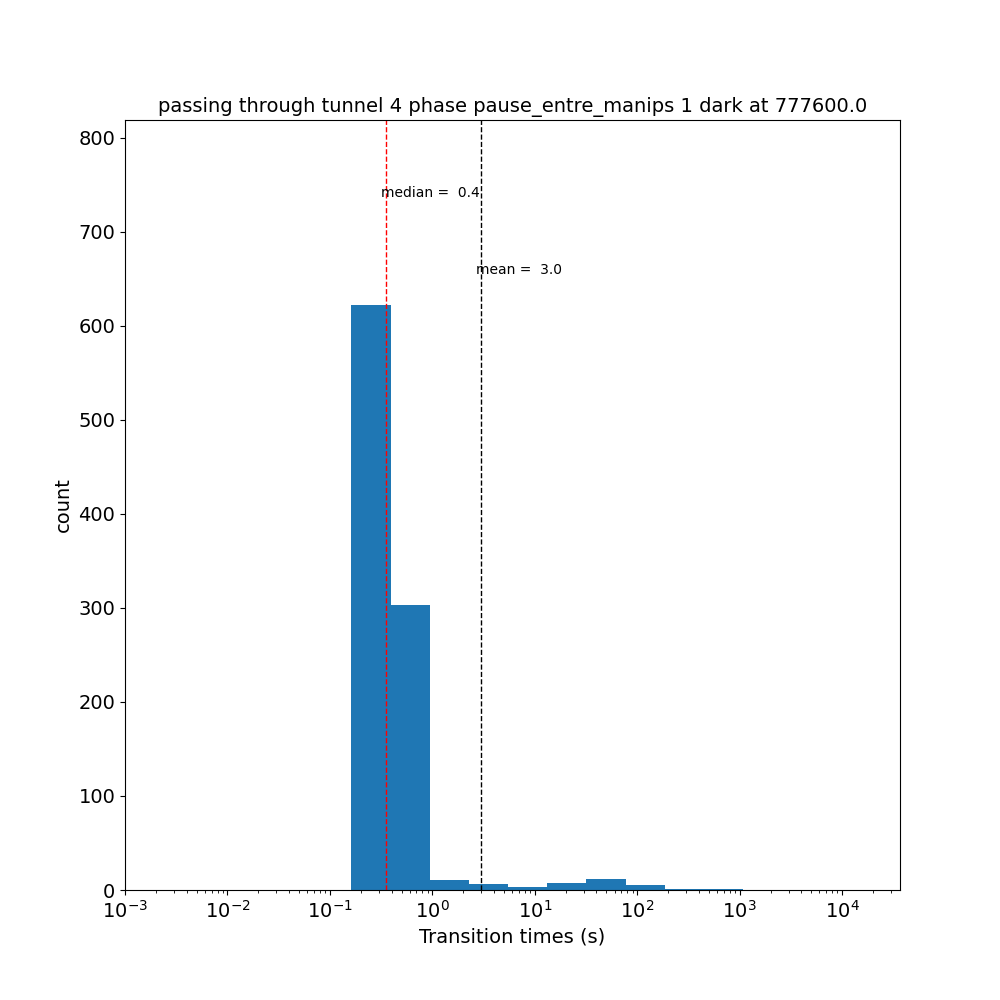 passing through tunnel 4 phase pause_entre_manips 1 dark at 777600.0
800
median =  0.4
700
mean =  3.0
600
500
count
400
300
200
100
0
10⁻³ 10⁻² 10⁻¹ 10⁰ 10¹ 10² 10³ 10⁴
Transition times (s)